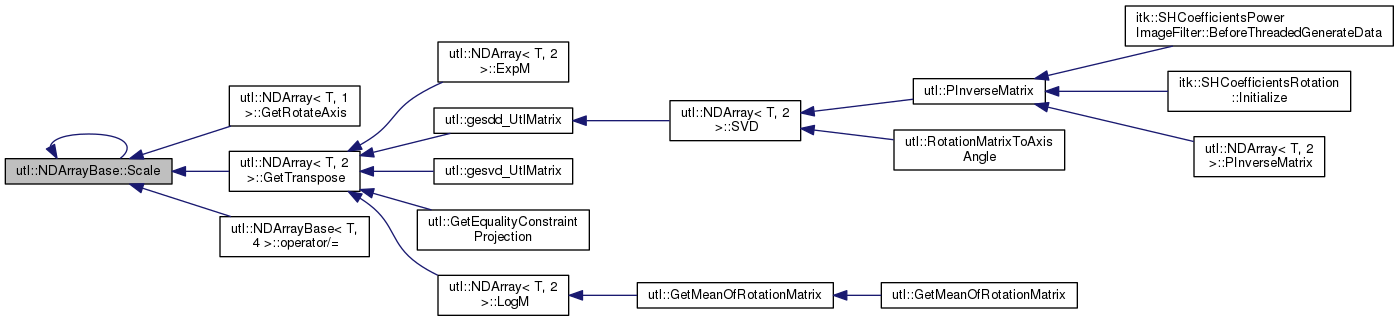 utl::NDArrayBase::Scale
utl::NDArray< T, 1
>::GetRotateAxis
utl::NDArray< T, 2
>::GetTranspose
utl::NDArrayBase< T,
4 >::operator/=
utl::NDArray< T, 2
>::ExpM
utl::gesdd_UtlMatrix
utl::gesvd_UtlMatrix
utl::GetEqualityConstraint
Projection
utl::NDArray< T, 2
>::LogM
utl::NDArray< T, 2
>::SVD
utl::GetMeanOfRotationMatrix
utl::PInverseMatrix
utl::RotationMatrixToAxis
Angle
utl::GetMeanOfRotationMatrix
itk::SHCoefficientsPower
ImageFilter::BeforeThreadedGenerateData
itk::SHCoefficientsRotation
::Initialize
utl::NDArray< T, 2
>::PInverseMatrix